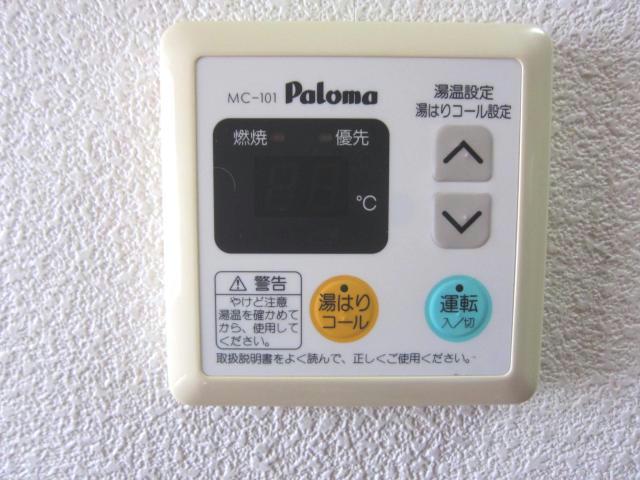 MC-101 Paloma
湯温設定
湯はりコール設定
燃焼 優先
℃
⚠ 警告
やけど注意
湯温を確かめて
から、使用して
ください。
湯はり
コール
運転
入/切
取扱説明書をよく読んで、正しくご使用ください。